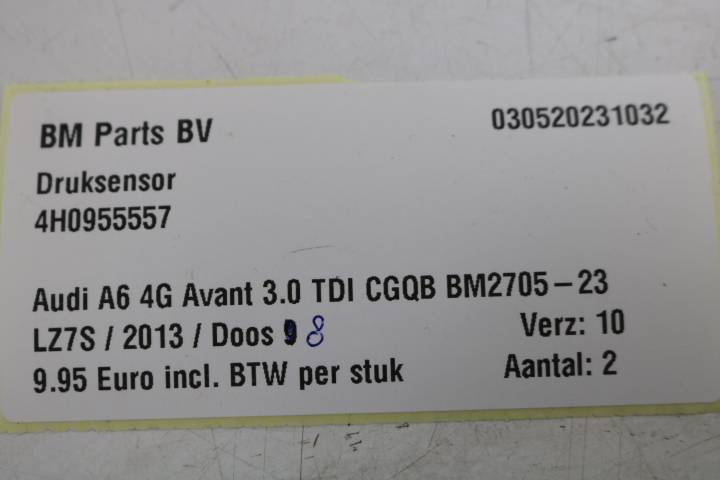 BM Parts BV
030520231032
Druksensor
4H0955557
Audi A6 4G Avant 3.0 TDI CGQB BM2705-23
LZ7S / 2013 / Doos 9 8
Verz: 10
9.95 Euro incl. BTW per stuk
Aantal: 2